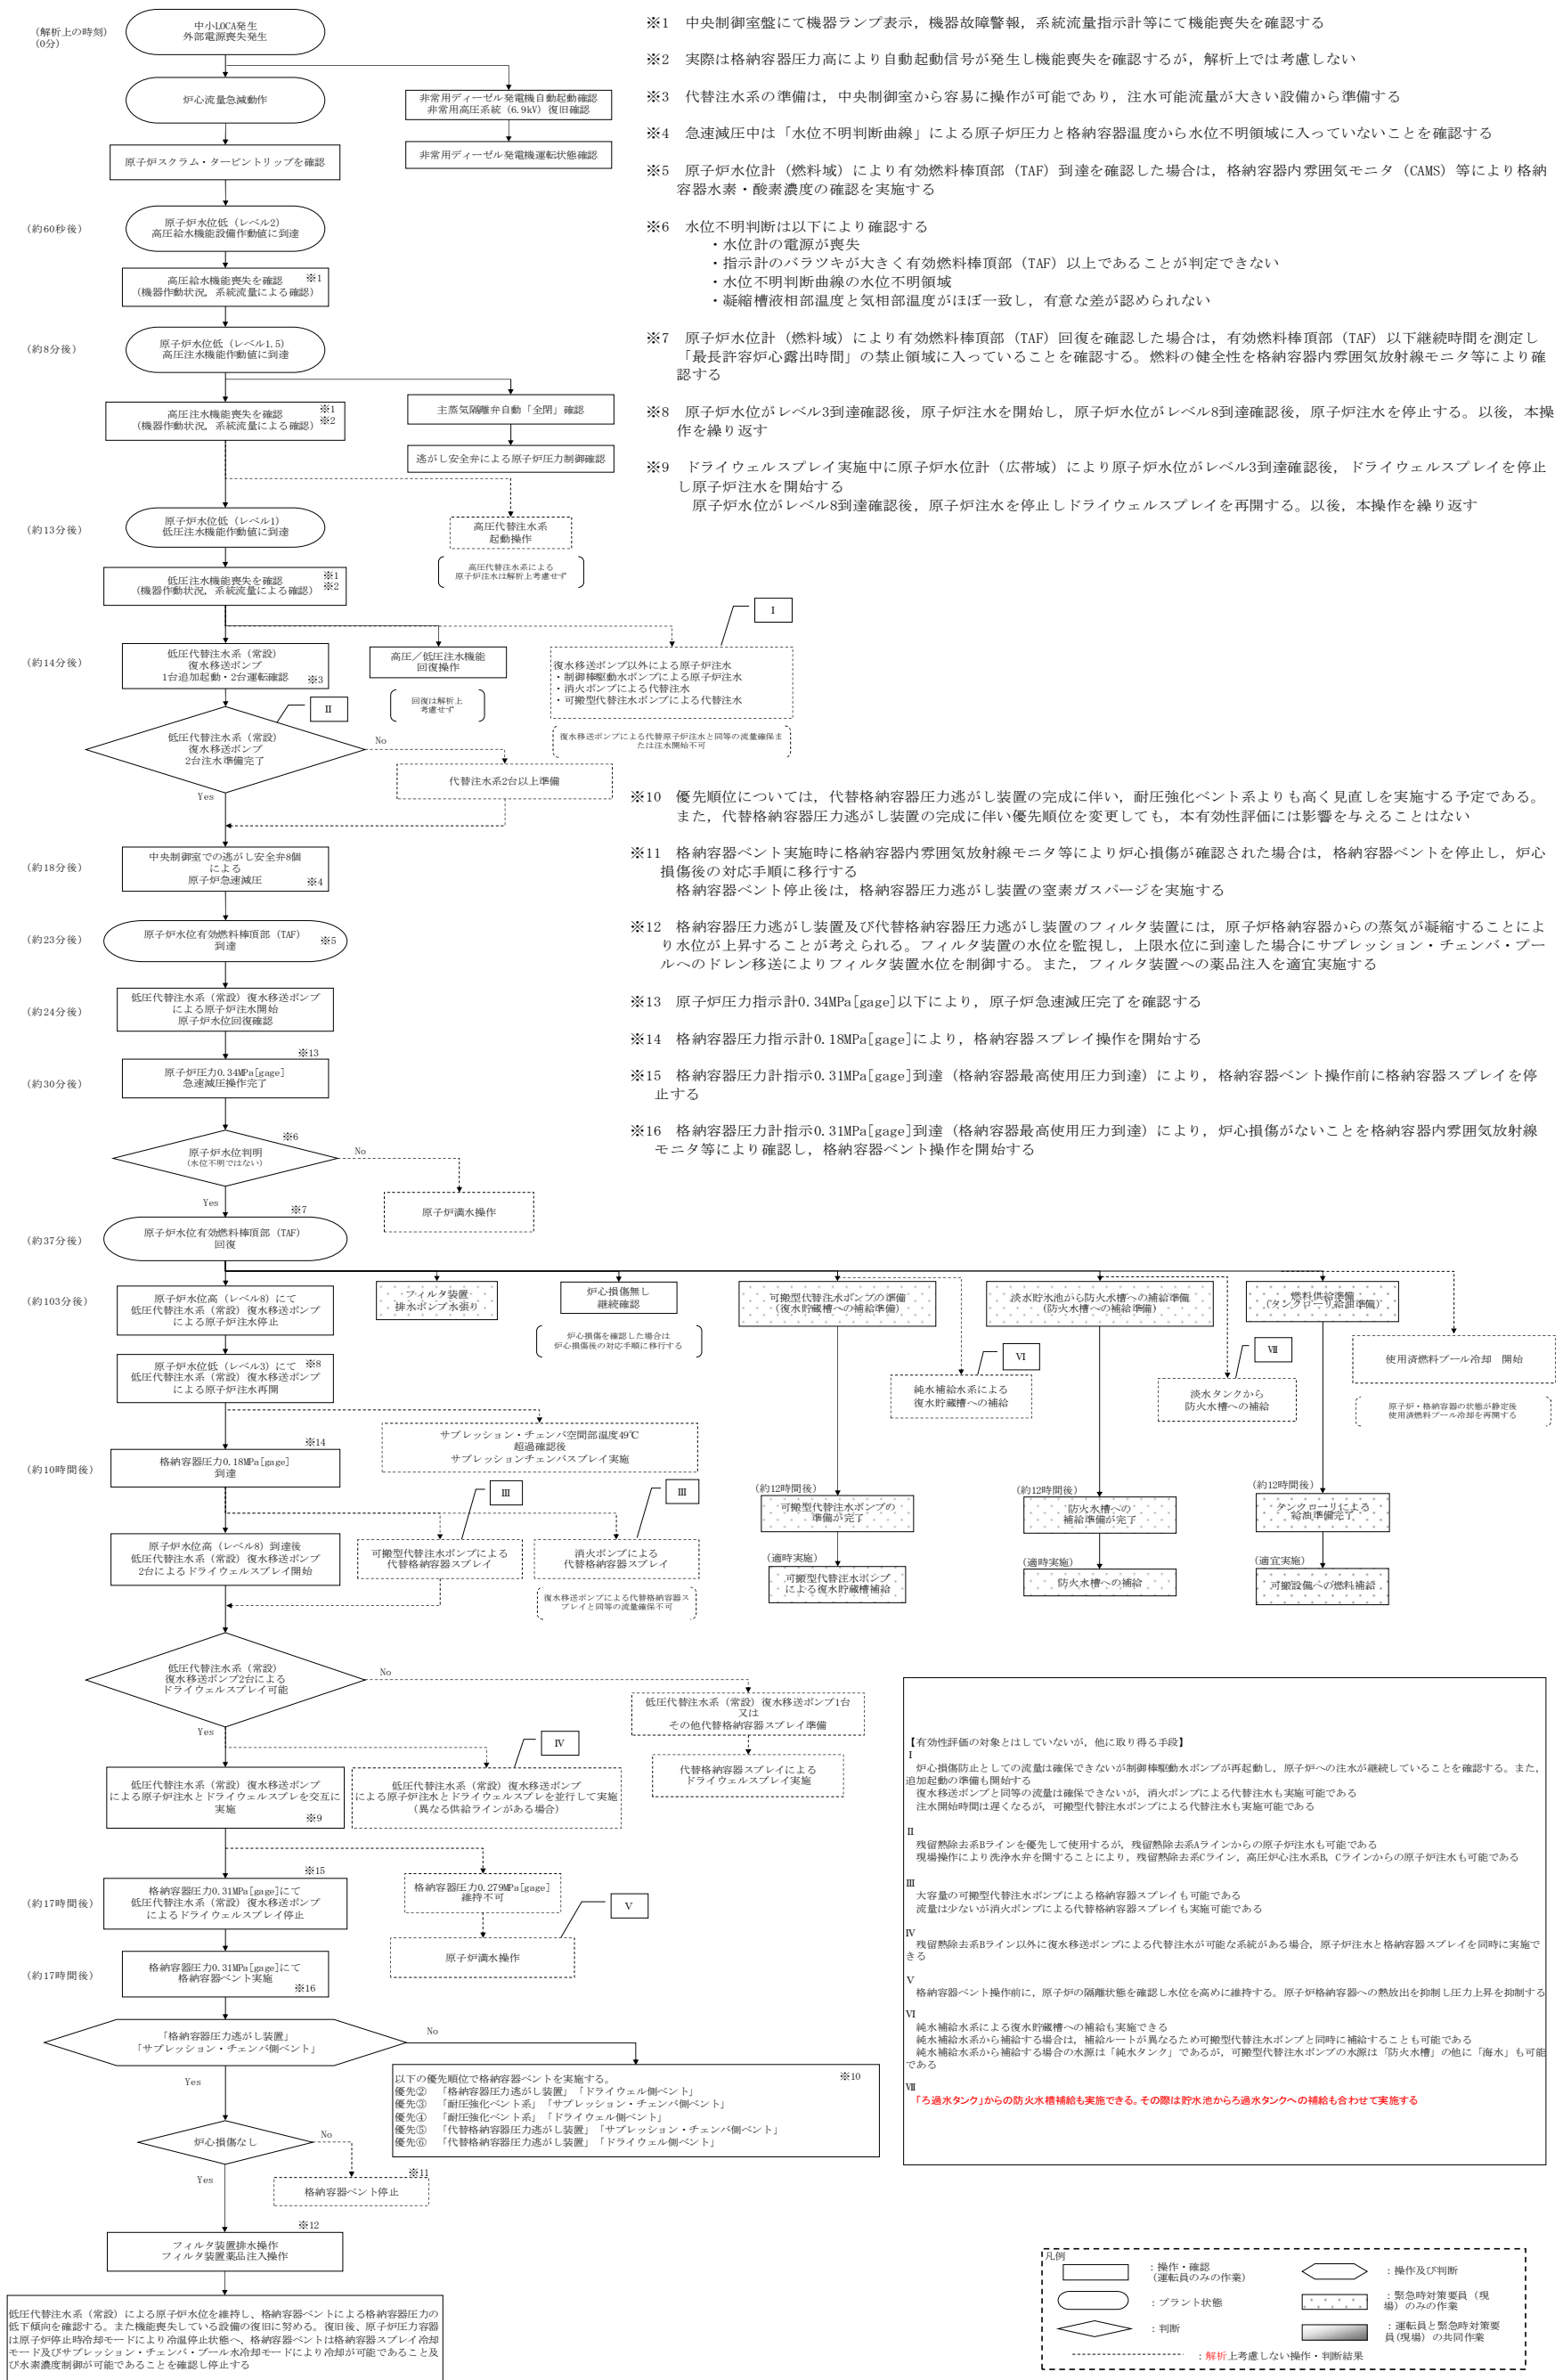 (解析上の時刻)
(0分)
中小LOCA発生
外部電源喪失発生
炉心流量急減動作
非常用ディーゼル発電機自動起動確認
非常用高圧系統（6.9kV）復旧確認
原子炉スクラム・タービントリップを確認
非常用ディーゼル発電機運転状態確認
(約60秒後)
原子炉水位低（レベル2）
高圧給水機能設備作動値に到達
高圧給水機能喪失を確認 ※1
（機器作動状況，系統流量による確認）
(約8分後)
原子炉水位低（レベル1.5）
高圧注水機能作動値に到達
高圧注水機能喪失を確認 ※1
（機器作動状況，系統流量による確認） ※2
主蒸気隔離弁自動「全閉」確認
逃がし安全弁による原子炉圧力制御確認
(約13分後)
原子炉水位低（レベル1）
低圧注水機能作動値に到達
高圧代替注水系
起動操作
高圧代替注水系による
原子炉注水は解析上考慮せず
低圧注水機能喪失を確認 ※1
（機器作動状況，系統流量による確認） ※2
Ⅰ
(約14分後)
低圧代替注水系（常設）
復水移送ポンプ
1台追加起動・2台運転確認 ※3
高圧／低圧注水機能
回復操作
回復は解析上
考慮せず
復水移送ポンプ以外による原子炉注水
・制御棒駆動水ポンプによる原子炉注水
・消火ポンプによる代替注水
・可搬型代替注水ポンプによる代替注水
復水移送ポンプによる代替原子炉注水と同等の流量確保ま
たは注水開始不可
Ⅱ
低圧代替注水系（常設）
復水移送ポンプ
2台注水準備完了
No
Yes
代替注水系2台以上準備
(約18分後)
中央制御室での逃がし安全弁8個
による
原子炉急速減圧 ※4
(約23分後)
原子炉水位有効燃料棒頂部（TAF）
到達
※5
(約24分後)
低圧代替注水系（常設）復水移送ポンプ
による原子炉注水開始
原子炉水位回復確認
※13
(約30分後)
原子炉圧力0.34MPa[gage]
急速減圧操作完了
※6
原子炉水位判明
(水位不明ではない)
No
Yes
原子炉満水操作
※7
(約37分後)
原子炉水位有効燃料棒頂部（TAF）
回復
※1　中央制御室盤にて機器ランプ表示，機器故障警報，系統流量指示計等にて機能喪失を確認する
※2　実際は格納容器圧力高により自動起動信号が発生し機能喪失を確認するが，解析上では考慮しない
※3　代替注水系の準備は，中央制御室から容易に操作が可能であり，注水可能流量が大きい設備から準備する
※4　急速減圧中は「水位不明判断曲線」による原子炉圧力と格納容器温度から水位不明領域に入っていないことを確認する
※5　原子炉水位計（燃料域）により有効燃料棒頂部（TAF）到達を確認した場合は，格納容器内雰囲気モニタ（CAMS）等により格納
容器水素・酸素濃度の確認を実施する
※6　水位不明判断は以下により確認する
・水位計の電源が喪失
・指示計のバラツキが大きく有効燃料棒頂部（TAF）以上であることが判定できない
・水位不明判断曲線の水位不明領域
・凝縮槽液相部温度と気相部温度がほぼ一致し，有意な差が認められない
※7　原子炉水位計（燃料域）により有効燃料棒頂部（TAF）回復を確認した場合は，有効燃料棒頂部（TAF）以下継続時間を測定し
「最長許容炉心露出時間」の禁止領域に入っていることを確認する。燃料の健全性を格納容器内雰囲気放射線モニタ等により確
認する
※8　原子炉水位がレベル3到達確認後，原子炉注水を開始し，原子炉水位がレベル8到達確認後，原子炉注水を停止する。以後，本操
作を繰り返す
※9　ドライウェルスプレイ実施中に原子炉水位計（広帯域）により原子炉水位がレベル3到達確認後，ドライウェルスプレイを停止
し原子炉注水を開始する
原子炉水位がレベル8到達確認後，原子炉注水を停止しドライウェルスプレイを再開する。以後，本操作を繰り返す
※10　優先順位については，代替格納容器圧力逃がし装置の完成に伴い，耐圧強化ベント系よりも高く見直しを実施する予定である。
また，代替格納容器圧力逃がし装置の完成に伴い優先順位を変更しても，本有効性評価には影響を与えることはない
※11　格納容器ベント実施時に格納容器内雰囲気放射線モニタ等により炉心損傷が確認された場合は，格納容器ベントを停止し，炉心
損傷後の対応手順に移行する
格納容器ベント停止後は，格納容器圧力逃がし装置の窒素ガスパージを実施する
※12　格納容器圧力逃がし装置及び代替格納容器圧力逃がし装置のフィルタ装置には，原子炉格納容器からの蒸気が凝縮することによ
り水位が上昇することが考えられる。フィルタ装置の水位を監視し，上限水位に到達した場合にサプレッション・チェンバ・プー
ルへのドレン移送によりフィルタ装置水位を制御する。また，フィルタ装置への薬品注入を適宜実施する
※13　原子炉圧力指示計0.34MPa[gage]以下により，原子炉急速減圧完了を確認する
※14　格納容器圧力指示計0.18MPa[gage]により，格納容器スプレイ操作を開始する
※15　格納容器圧力計指示0.31MPa[gage]到達（格納容器最高使用圧力到達）により，格納容器ベント操作前に格納容器スプレイを停
止する
※16　格納容器圧力計指示0.31MPa[gage]到達（格納容器最高使用圧力到達）により，炉心損傷がないことを格納容器内雰囲気放射線
モニタ等により確認し，格納容器ベント操作を開始する
(約103分後)
原子炉水位高（レベル8）にて
低圧代替注水系（常設）復水移送ポンプ
による原子炉注水停止
フィルタ装置
排水ポンプ水張り
炉心損傷無し
継続確認
炉心損傷を確認した場合は
炉心損傷後の対応手順に移行する
可搬型代替注水ポンプの準備
（復水貯蔵槽への補給準備）
淡水貯水池から防火水槽への補給準備
（防火水槽への補給準備）
燃料供給準備
（タンクローリ給油準備）
原子炉水位低（レベル3）にて ※8
低圧代替注水系（常設）復水移送ポンプ
による原子炉注水再開
Ⅵ
純水補給水系による
復水貯蔵槽への補給
Ⅶ
淡水タンクから
防火水槽への補給
使用済燃料プール冷却　開始
原子炉・格納容器の状態が静定後
使用済燃料プール冷却を再開する
サプレッション・チェンバ空間部温度49℃
超過確認後
サプレッションチェンバスプレイ実施
※14
(約10時間後)
格納容器圧力0.18MPa[gage]
到達
Ⅲ
Ⅲ
原子炉水位高（レベル8）到達後
低圧代替注水系（常設）復水移送ポンプ
2台によるドライウェルスプレイ開始
可搬型代替注水ポンプによる
代替格納容器スプレイ
消火ポンプによる
代替格納容器スプレイ
復水移送ポンプによる代替格納容器ス
プレイと同等の流量確保不可
(約12時間後)
可搬型代替注水ポンプの
準備が完了
(適時実施)
可搬型代替注水ポンプ
による復水貯蔵槽補給
(約12時間後)
防火水槽への
補給準備が完了
(適時実施)
防火水槽への補給
(約12時間後)
タンクローリによる
給油準備完了
(適宜実施)
可搬設備への燃料補給
低圧代替注水系（常設）
復水移送ポンプ2台による
ドライウェルスプレイ可能
No
Yes
低圧代替注水系（常設）復水移送ポンプ1台
又は
その他代替格納容器スプレイ準備
代替格納容器スプレイによる
ドライウェルスプレイ実施
Ⅳ
低圧代替注水系（常設）復水移送ポンプ
による原子炉注水とドライウェルスプレを交互に
実施
※9
低圧代替注水系（常設）復水移送ポンプ
による原子炉注水とドライウェルスプレを並行して実施
（異なる供給ラインがある場合）
※15
(約17時間後)
格納容器圧力0.31MPa[gage]にて
低圧代替注水系（常設）復水移送ポンプ
によるドライウェルスプレイ停止
格納容器圧力0.279MPa[gage]
維持不可
Ⅴ
原子炉満水操作
(約17時間後)
格納容器圧力0.31MPa[gage]にて
格納容器ベント実施
※16
「格納容器圧力逃がし装置」
「サプレッション・チェンバ側ベント」
No
Yes
以下の優先順位で格納容器ベントを実施する。 ※10
優先②　「格納容器圧力逃がし装置」「ドライウェル側ベント」
優先③　「耐圧強化ベント系」「サプレッション・チェンバ側ベント」
優先④　「耐圧強化ベント系」「ドライウェル側ベント」
優先⑤　「代替格納容器圧力逃がし装置」「サプレッション・チェンバ側ベント」
優先⑥　「代替格納容器圧力逃がし装置」「ドライウェル側ベント」
炉心損傷なし
No
Yes
※11
格納容器ベント停止
※12
フィルタ装置排水操作
フィルタ装置薬品注入操作
低圧代替注水系（常設）による原子炉水位を維持し、格納容器ベントによる格納容器圧力の
低下傾向を確認する。また機能喪失している設備の復旧に努める。復旧後、原子炉圧力容器
は原子炉停止時冷却モードにより冷温停止状態へ、格納容器ベントは格納容器スプレイ冷却
モード及びサプレッション・チェンバ・プール水冷却モードにより冷却が可能であること及
び水素濃度制御が可能であることを確認し停止する
【有効性評価の対象とはしていないが，他に取り得る手段】
Ⅰ
炉心損傷防止としての流量は確保できないが制御棒駆動水ポンプが再起動し，原子炉への注水が継続していることを確認する。また，
追加起動の準備も開始する
復水移送ポンプと同等の流量は確保できないが，消火ポンプによる代替注水も実施可能である
注水開始時間は遅くなるが，可搬型代替注水ポンプによる代替注水も実施可能である
Ⅱ
残留熱除去系Bラインを優先して使用するが，残留熱除去系Aラインからの原子炉注水も可能である
現場操作により洗浄水弁を開することにより，残留熱除去系Cライン，高圧炉心注水系B，Cラインからの原子炉注水も可能である
Ⅲ
大容量の可搬型代替注水ポンプによる格納容器スプレイも可能である
流量は少ないが消火ポンプによる代替格納容器スプレイも実施可能である
Ⅳ
残留熱除去系Bライン以外に復水移送ポンプによる代替注水が可能な系統がある場合，原子炉注水と格納容器スプレイを同時に実施で
きる
Ⅴ
格納容器ベント操作前に，原子炉の隔離状態を確認し水位を高めに維持する。原子炉格納容器への熱放出を抑制し圧力上昇を抑制する
Ⅵ
純水補給水系による復水貯蔵槽への補給も実施できる
純水補給水系から補給する場合は，補給ルートが異なるため可搬型代替注水ポンプと同時に補給することも可能である
純水補給水系から補給する場合の水源は「純水タンク」であるが，可搬型代替注水ポンプの水源は「防火水槽」の他に「海水」も可能
である
Ⅶ
「ろ過水タンク」からの防火水槽補給も実施できる。その際は貯水池からろ過水タンクへの補給も合わせて実施する
凡例
：操作・確認
（運転員のみの作業）
：操作及び判断
：プラント状態
：緊急時対策要員（現
場）のみの作業
：判断
：運転員と緊急時対策要
員(現場）の共同作業
：解析上考慮しない操作・判断結果